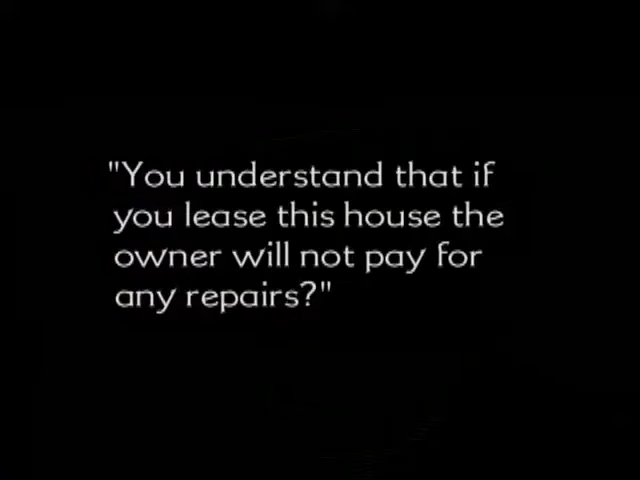 "You understand that if
you lease this house the
owner will not pay for
any repairs?"